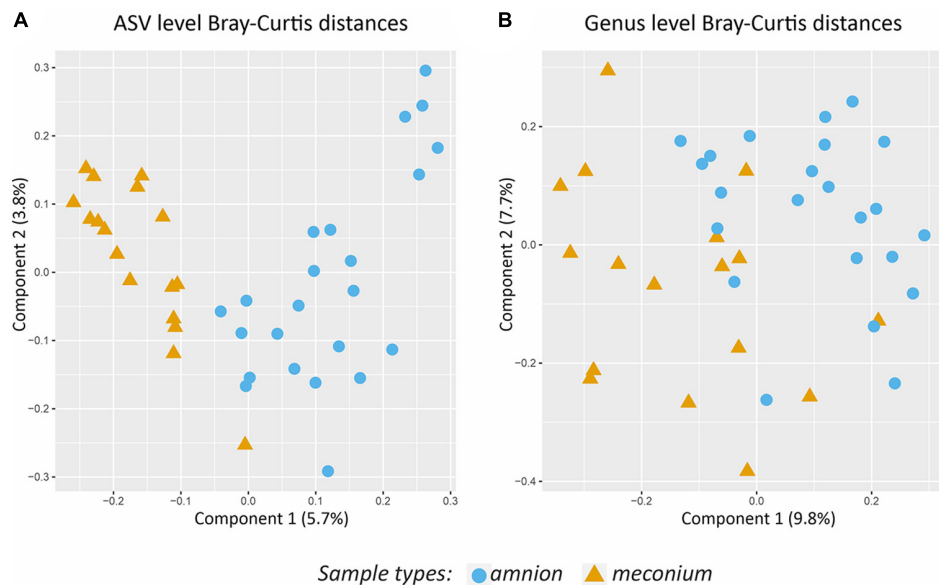 A
ASV level Bray-Curtis distances
Component 2 (3.8%)
0.3
0.2
0.1
0.0
−0.1
−0.2
−0.3
−0.2
−0.1
0.0
0.1
0.2
0.3
Component 1 (5.7%)
B
Genus level Bray-Curtis distances
Component 2 (7.7%)
0.2
0.0
−0.2
−0.4
−0.2
0.0
0.2
Component 1 (9.8%)
Sample types: amnion meconium